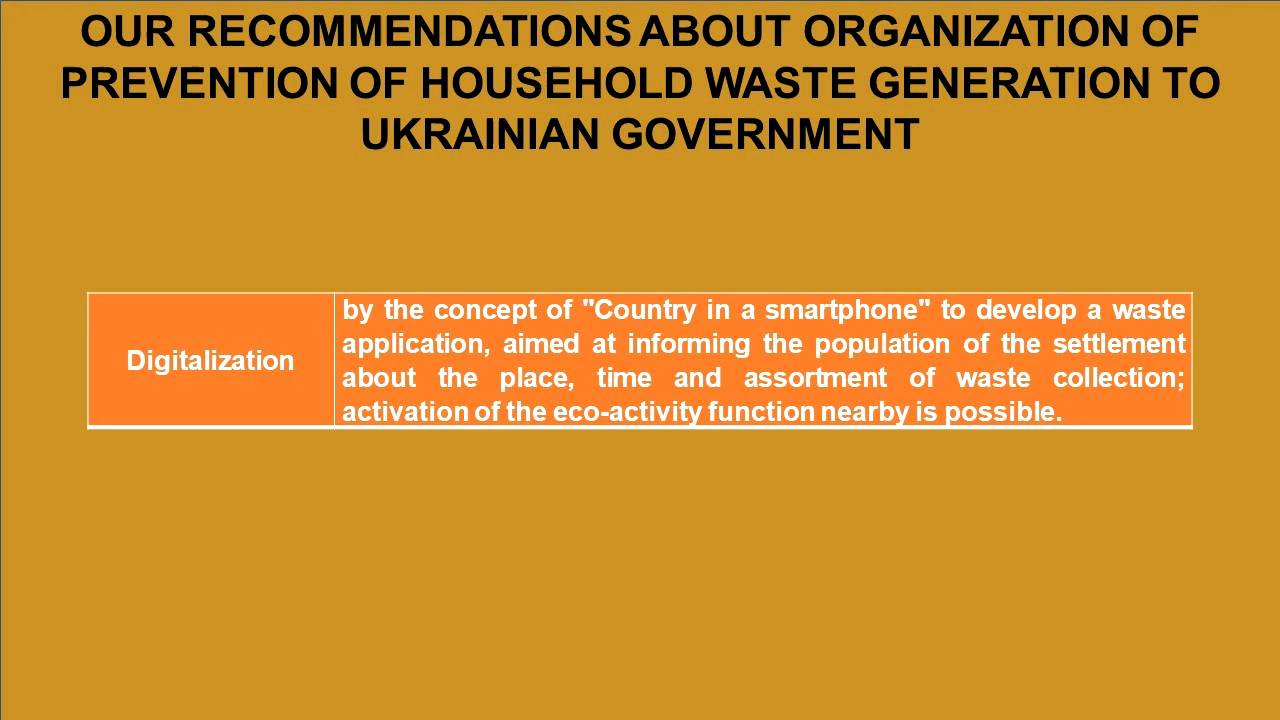 OUR RECOMMENDATIONS ABOUT ORGANIZATION OF
PREVENTION OF HOUSEHOLD WASTE GENERATION TO
UKRAINIAN GOVERNMENT
Digitalization
by the concept of "Country in a smartphone" to develop a waste
application, aimed at informing the population of the settlement
about the place, time and assortment of waste collection;
activation of the eco-activity function nearby is possible.